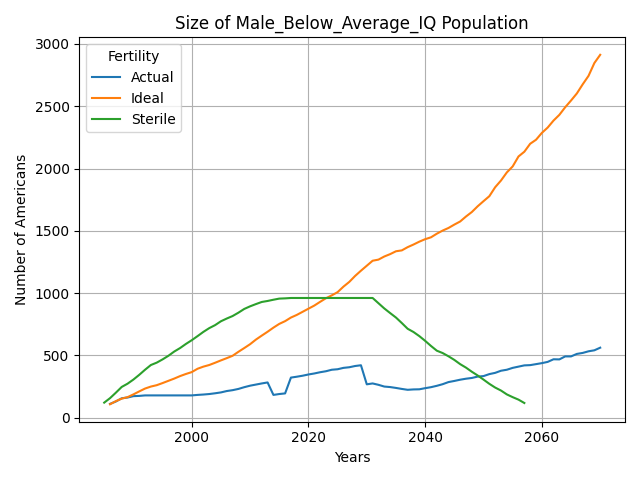 Size of Male_Below_Average_IQ Population
Number of Americans
3000
2500
2000
1500
1000
500
0
Fertility
Actual
Ideal
Sterile
2000 2020 2040 2060
Years